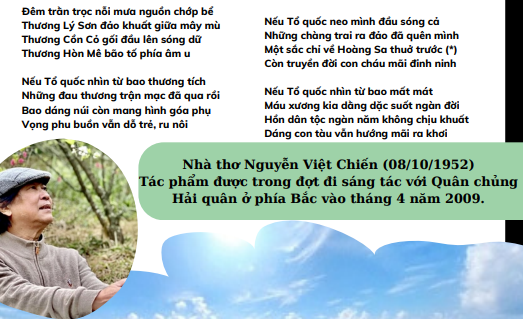 Đêm trằn trọc nỗi mưa nguồn chớp bể
Thương Lý Sơn đảo khuất giữa mây mù
Thương Cồn Cỏ gối đầu lên sóng dữ
Thương Hòn Mê bão tố phía âm u
Nếu Tổ quốc nhìn từ bao thương tích
Những đau thương trận mạc đã qua rồi
Bao dáng núi còn mang hình góa phụ
Vọng phu buồn vẫn dỗ trẻ, ru nôi
Nếu Tổ quốc neo mình đầu sóng cả
Những chàng trai ra đảo đã quên mình
Một sắc chỉ về Hoàng Sa thuở trước (*)
Còn truyền đời con cháu mãi đinh ninh
Nếu Tổ quốc nhìn từ bao mất mát
Máu xương kia dằng dặc suốt ngàn đời
Hồn dân tộc ngàn năm không chịu khuất
Dáng con tàu vẫn hướng mãi ra khơi
Nhà thơ Nguyễn Việt Chiến (08/10/1952)
Tác phẩm được trong đợt đi sáng tác với Quân chủng
Hải quân ở phía Bắc vào tháng 4 năm 2009.